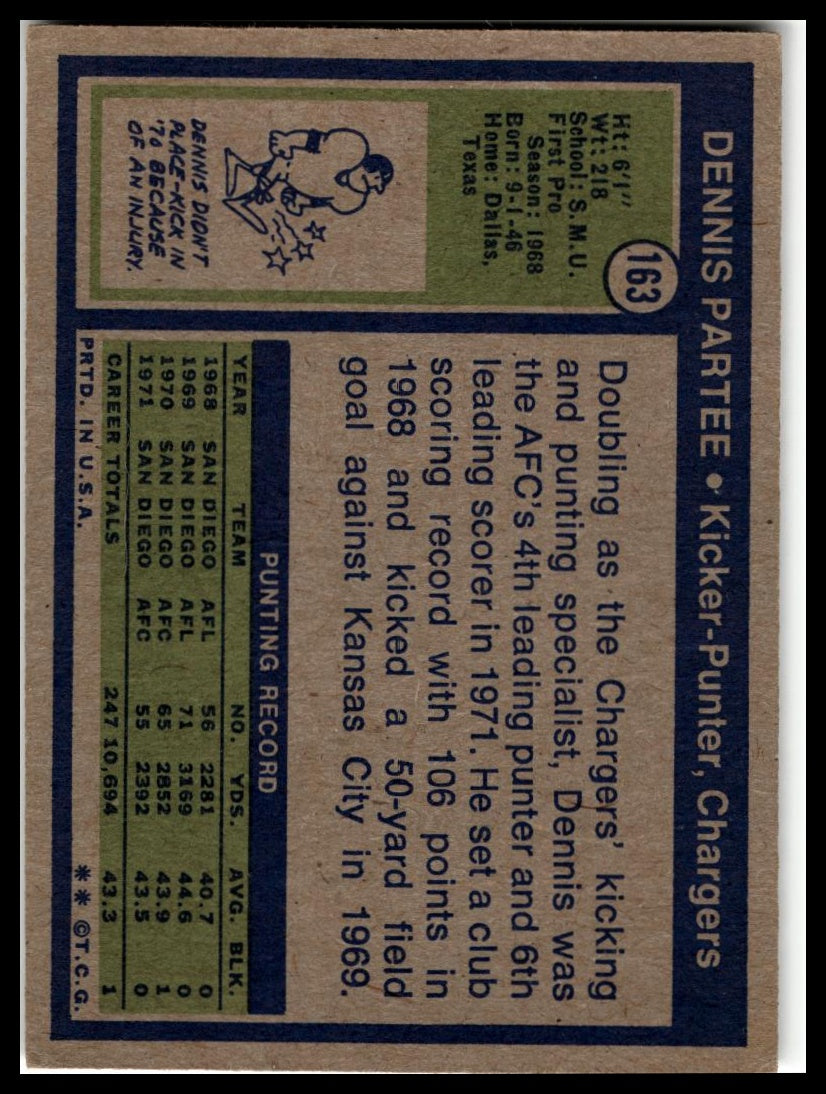 DENNIS PARTEE • Kicker-Punter, Chargers
163
Ht: 6'1"
Wt: 218
School: S.M.U.
First Pro
Season: 1968
Born: 9-1-46
Home: Dallas,
Texas
DENNIS DIDN'T
PLACE-KICK IN
'70 BECAUSE
OF AN INJURY.
Doubling as the Chargers' kicking
and punting specialist, Dennis was
the AFC's 4th leading punter and 6th
leading scorer in 1971. He set a club
scoring record with 106 points in
1968 and kicked a 50-yard field
goal against Kansas City in 1969.
PUNTING RECORD
YEAR TEAM NO. YDS. AVG. BLK.
1968 SAN DIEGO AFL 56 2281 40.7 0
1969 SAN DIEGO AFL 71 3169 44.6 0
1970 SAN DIEGO AFC 65 2852 43.9 1
1971 SAN DIEGO AFC 55 2392 43.5 0
CAREER TOTALS 247 10,694 43.3 1
PRTD. IN U.S.A. ** ©T.C.G.